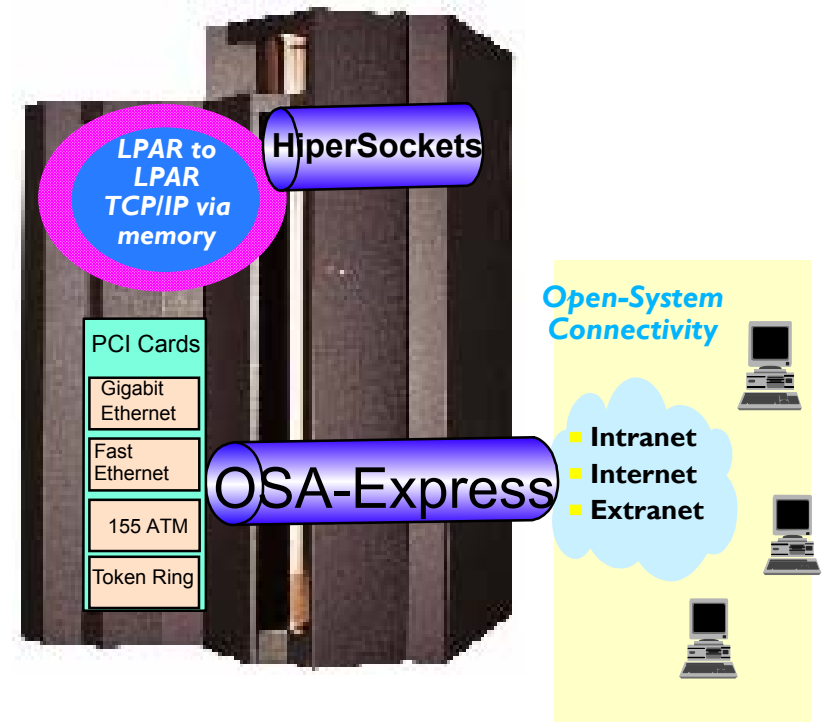 LPAR to
LPAR
TCP/IP via
memory
HiperSockets
Open-System
Connectivity
PCI Cards
Gigabit
Ethernet
Fast
Ethernet
155 ATM
Token Ring
OSA-Express
Intranet
Internet
Extranet